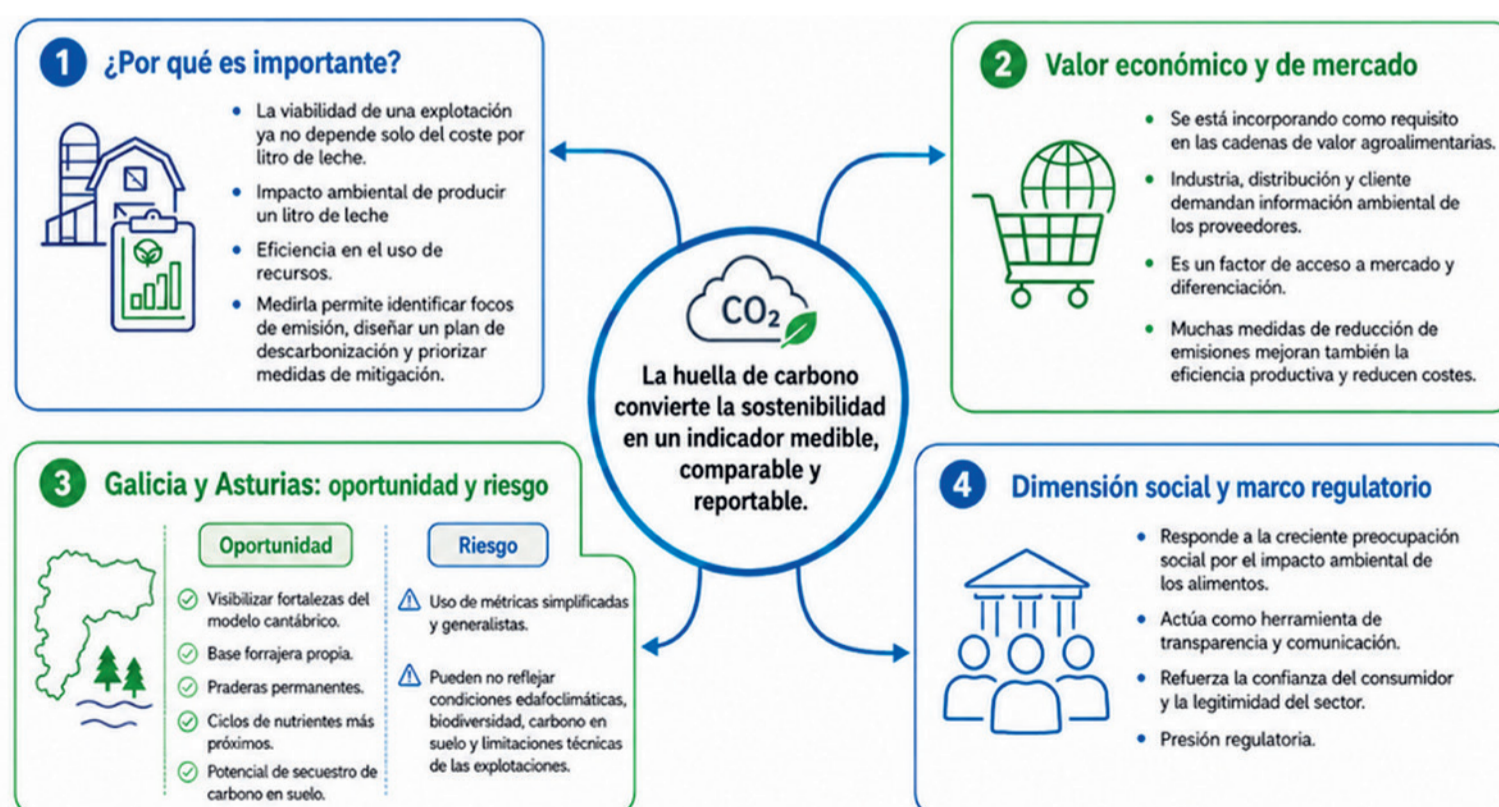 1 ¿Por qué es importante?
• La viabilidad de una explotación
ya no depende solo del coste por
litro de leche.
• Impacto ambiental de producir
un litro de leche
• Eficiencia en el uso de
recursos.
• Medirla permite identificar focos
de emisión, diseñar un plan de
descarbonización y priorizar
medidas de mitigación.
2 Valor económico y de mercado
• Se está incorporando como requisito
en las cadenas de valor agroalimentarias.
• Industria, distribución y cliente
demandan información ambiental de
los proveedores.
• Es un factor de acceso a mercado y
diferenciación.
• Muchas medidas de reducción de
emisiones mejoran también la
eficiencia productiva y reducen costes.
CO₂
La huella de carbono
convierte la sostenibilidad
en un indicador medible,
comparable y
reportable.
3 Galicia y Asturias: oportunidad y riesgo
Oportunidad
Visibilizar fortalezas del
modelo cantábrico.
Base forrajera propia.
Praderas permanentes.
Ciclos de nutrientes más
próximos.
Potencial de secuestro de
carbono en suelo.
Riesgo
Uso de métricas simplificadas
y generalistas.
Pueden no reflejar
condiciones edafoclimáticas,
biodiversidad, carbono en
suelo y limitaciones técnicas
de las explotaciones.
4 Dimensión social y marco regulatorio
• Responde a la creciente preocupación
social por el impacto ambiental de
los alimentos.
• Actúa como herramienta de
transparencia y comunicación.
• Refuerza la confianza del consumidor
y la legitimidad del sector.
• Presión regulatoria.